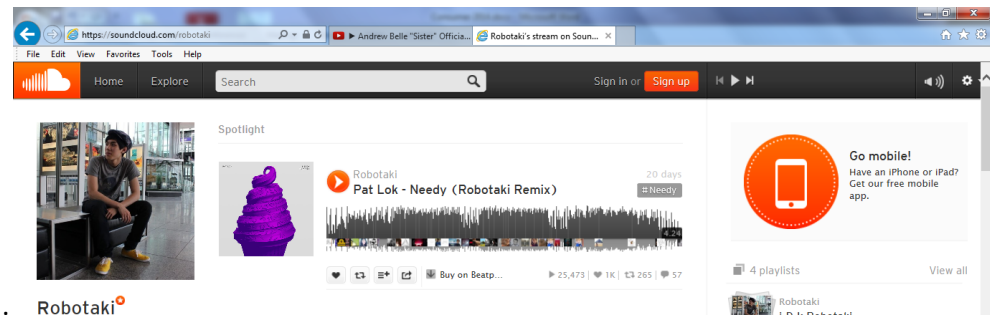 https://soundcloud.com/robotaki
Andrew Belle "Sister" Officia...
Robotaki's stream on Soun...
File Edit View Favorites Tools Help
Home Explore Search Sign in or Sign up
Spotlight
Robotaki
20 days
Pat Lok - Needy (Robotaki Remix)
# Needy
4.24
Buy on Beatp...
25,473 | 1K | 265 | 57
Go mobile!
Have an iPhone or iPad?
Get our free mobile
app.
4 playlists View all
Robotaki
Robotaki